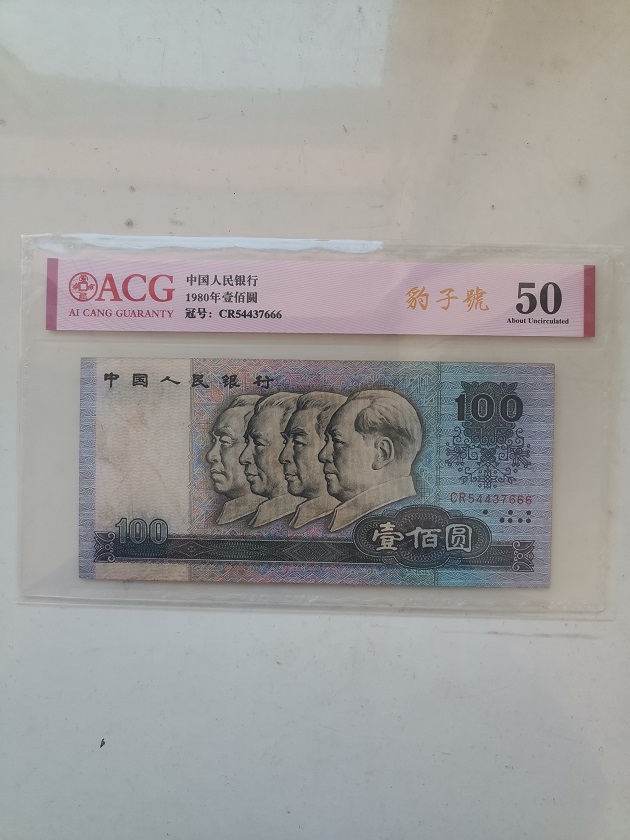 ACG
AI CANG GUARANTY
中国人民银行
1980年壹佰圆
冠号：CR54437666
豹子號
50
About Uncirculated
中国人民银行
100
CR54437666
100
壹佰圆